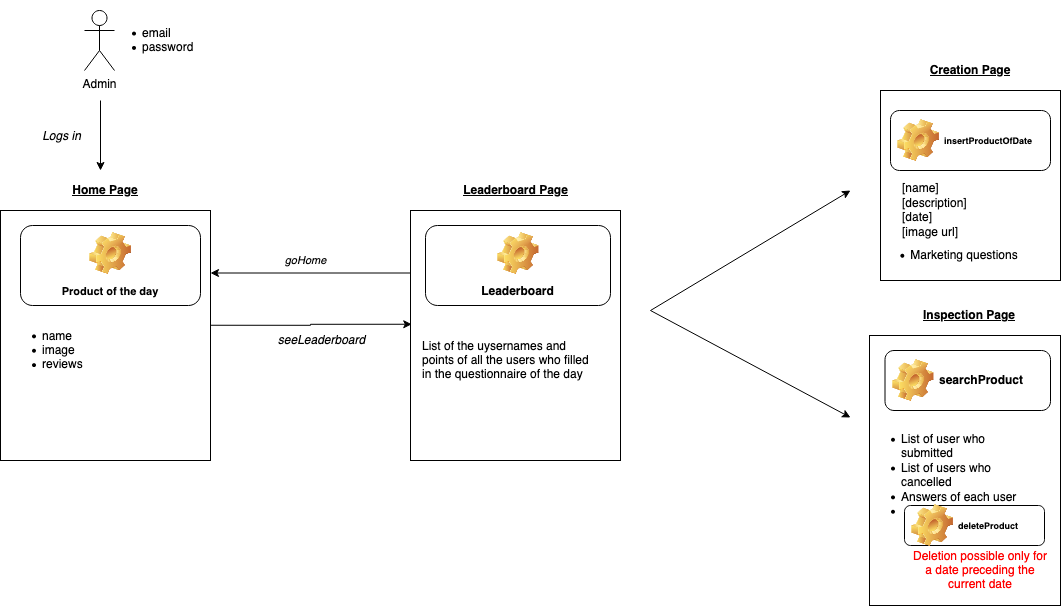 • email
• password
Admin
Logs in
Home Page
Product of the day
• name
• image
• reviews
goHome
seeLeaderboard
Leaderboard Page
Leaderboard
List of the uysernames and
points of all the users who filled
in the questionnaire of the day
Creation Page
insertProductOfDate
[name]
[description]
[date]
[image url]
• Marketing questions
Inspection Page
searchProduct
• List of user who
submitted
• List of users who
cancelled
• Answers of each user
•
deleteProduct
Deletion possible only for
a date preceding the
current date